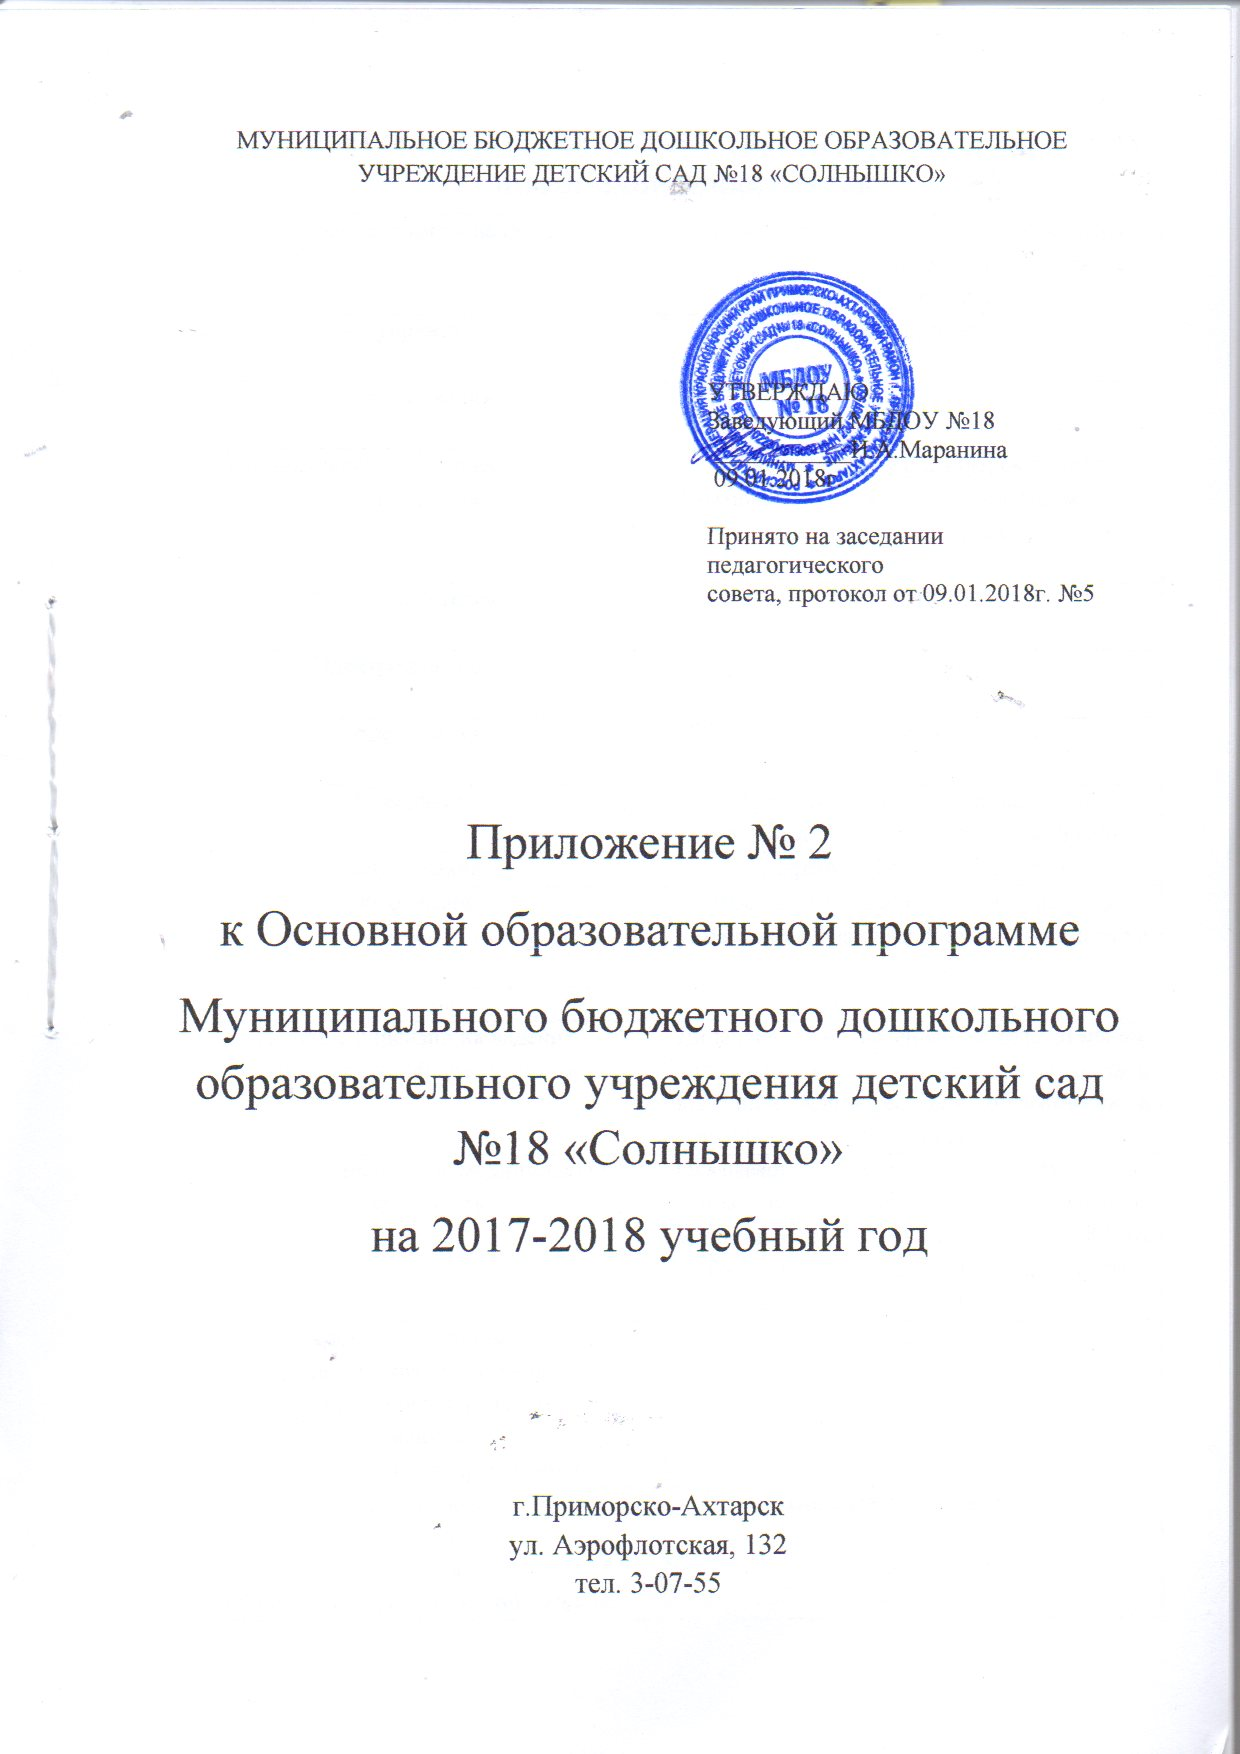 МУНИЦИПАЛЬНОЕ БЮДЖЕТНОЕ ДОШКОЛЬНОЕ ОБРАЗОВАТЕЛЬНОЕ
УЧРЕЖДЕНИЕ ДЕТСКИЙ САД №18 «СОЛНЫШКО»
МБДОУ
№ 18
УТВЕРЖДАЮ
Заведующий МБДОУ №18
Маранина
09.01.2018г.
Принято на заседании
педагогического
совета, протокол от 09.01.2018г. №5
Приложение № 2
к Основной образовательной программе
Муниципального бюджетного дошкольного
образовательного учреждения детский сад
№18 «Солнышко»
на 2017-2018 учебный год
г.Приморско-Ахтарск
ул. Аэрофлотская, 132
тел. 3-07-55